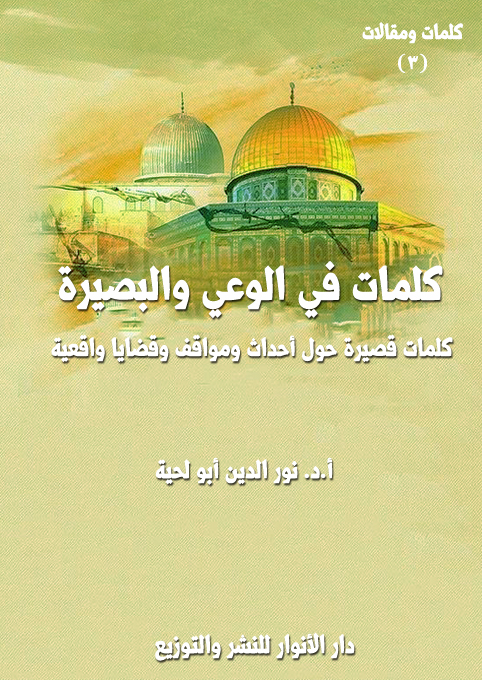 كلمات ومقالات
(٣)
كلمات في الوعي والبصيرة
كلمات قصيرة حول أحداث ومواقف وقضايا واقعية
أ.د. نور الدين أبو لحية
دار الأنوار للنشر والتوزيع